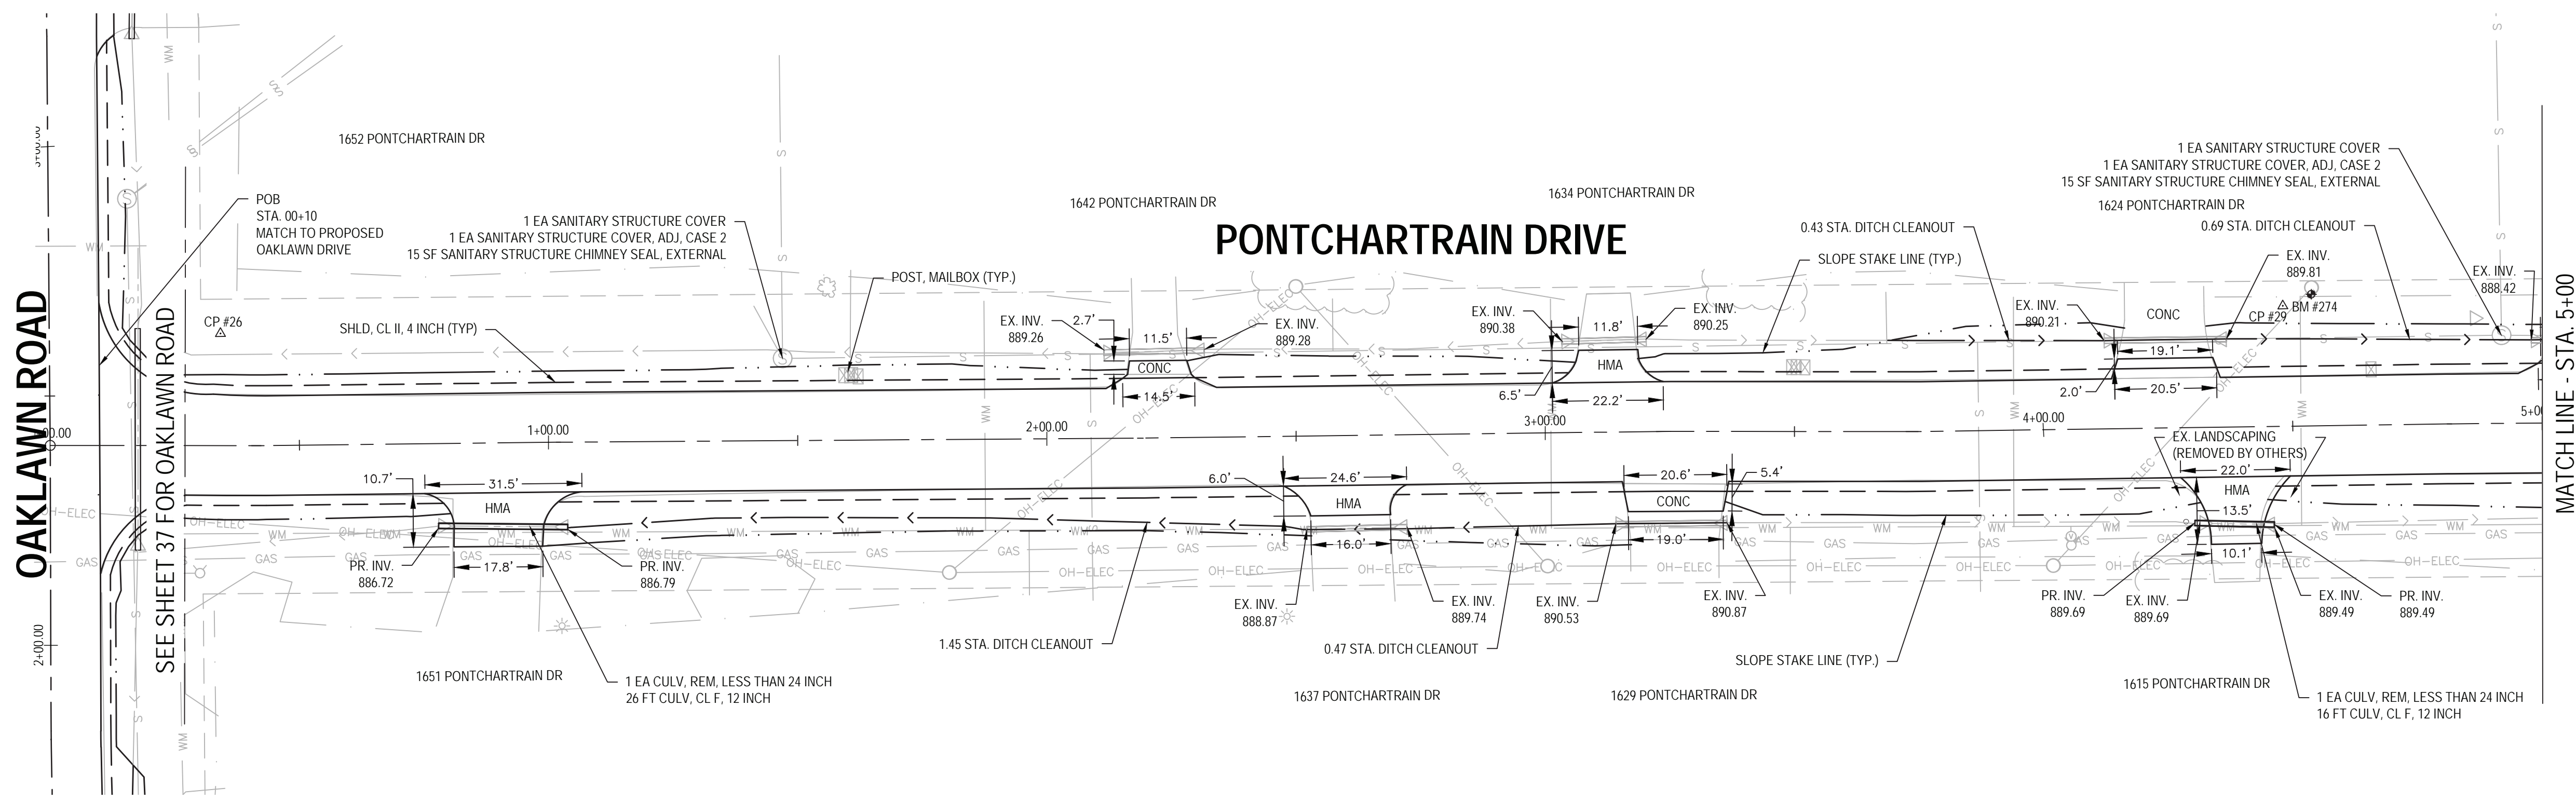 PONTCHARTRAIN DRIVE
OAKLAWN ROAD
SEE SHEET 37 FOR OAKLAWN ROAD
MATCH LINE - STA. 5+00
1652 PONTCHARTRAIN DR
POB
STA. 00+10
MATCH TO PROPOSED
OAKLAWN DRIVE
CP #26
SHLD, CL II, 4 INCH (TYP)
1 EA SANITARY STRUCTURE COVER
1 EA SANITARY STRUCTURE COVER, ADJ, CASE 2
15 SF SANITARY STRUCTURE CHIMNEY SEAL, EXTERNAL
POST, MAILBOX (TYP.)
1642 PONTCHARTRAIN DR
EX. INV.
889.26
2.7'
11.5'
EX. INV.
889.28
CONC
14.5'
1634 PONTCHARTRAIN DR
EX. INV.
890.38
11.8'
EX. INV.
890.25
HMA
6.5'
22.2'
0.43 STA. DITCH CLEANOUT
SLOPE STAKE LINE (TYP.)
1 EA SANITARY STRUCTURE COVER
1 EA SANITARY STRUCTURE COVER, ADJ, CASE 2
15 SF SANITARY STRUCTURE CHIMNEY SEAL, EXTERNAL
1624 PONTCHARTRAIN DR
0.69 STA. DITCH CLEANOUT
EX. INV.
889.81
EX. INV.
888.42
EX. INV.
890.21
CONC
CP #29
BM #274
19.1'
2.0'
20.5'
1+00.00
2+00.00
3+00.00
4+00.00
2+00.00
10.7'
31.5'
HMA
PR. INV.
886.72
17.8'
PR. INV.
886.79
1651 PONTCHARTRAIN DR
1 EA CULV, REM, LESS THAN 24 INCH
26 FT CULV, CL F, 12 INCH
6.0'
24.6'
HMA
16.0'
EX. INV.
888.87
EX. INV.
889.74
1.45 STA. DITCH CLEANOUT
1637 PONTCHARTRAIN DR
20.6'
5.4'
CONC
19.0'
EX. INV.
890.53
EX. INV.
890.87
0.47 STA. DITCH CLEANOUT
1629 PONTCHARTRAIN DR
SLOPE STAKE LINE (TYP.)
EX. LANDSCAPING
(REMOVED BY OTHERS)
22.0'
HMA
13.5'
10.1'
PR. INV.
889.69
EX. INV.
889.69
EX. INV.
889.49
PR. INV.
889.49
1615 PONTCHARTRAIN DR
1 EA CULV, REM, LESS THAN 24 INCH
16 FT CULV, CL F, 12 INCH
WM
GAS
OH-ELEC
S